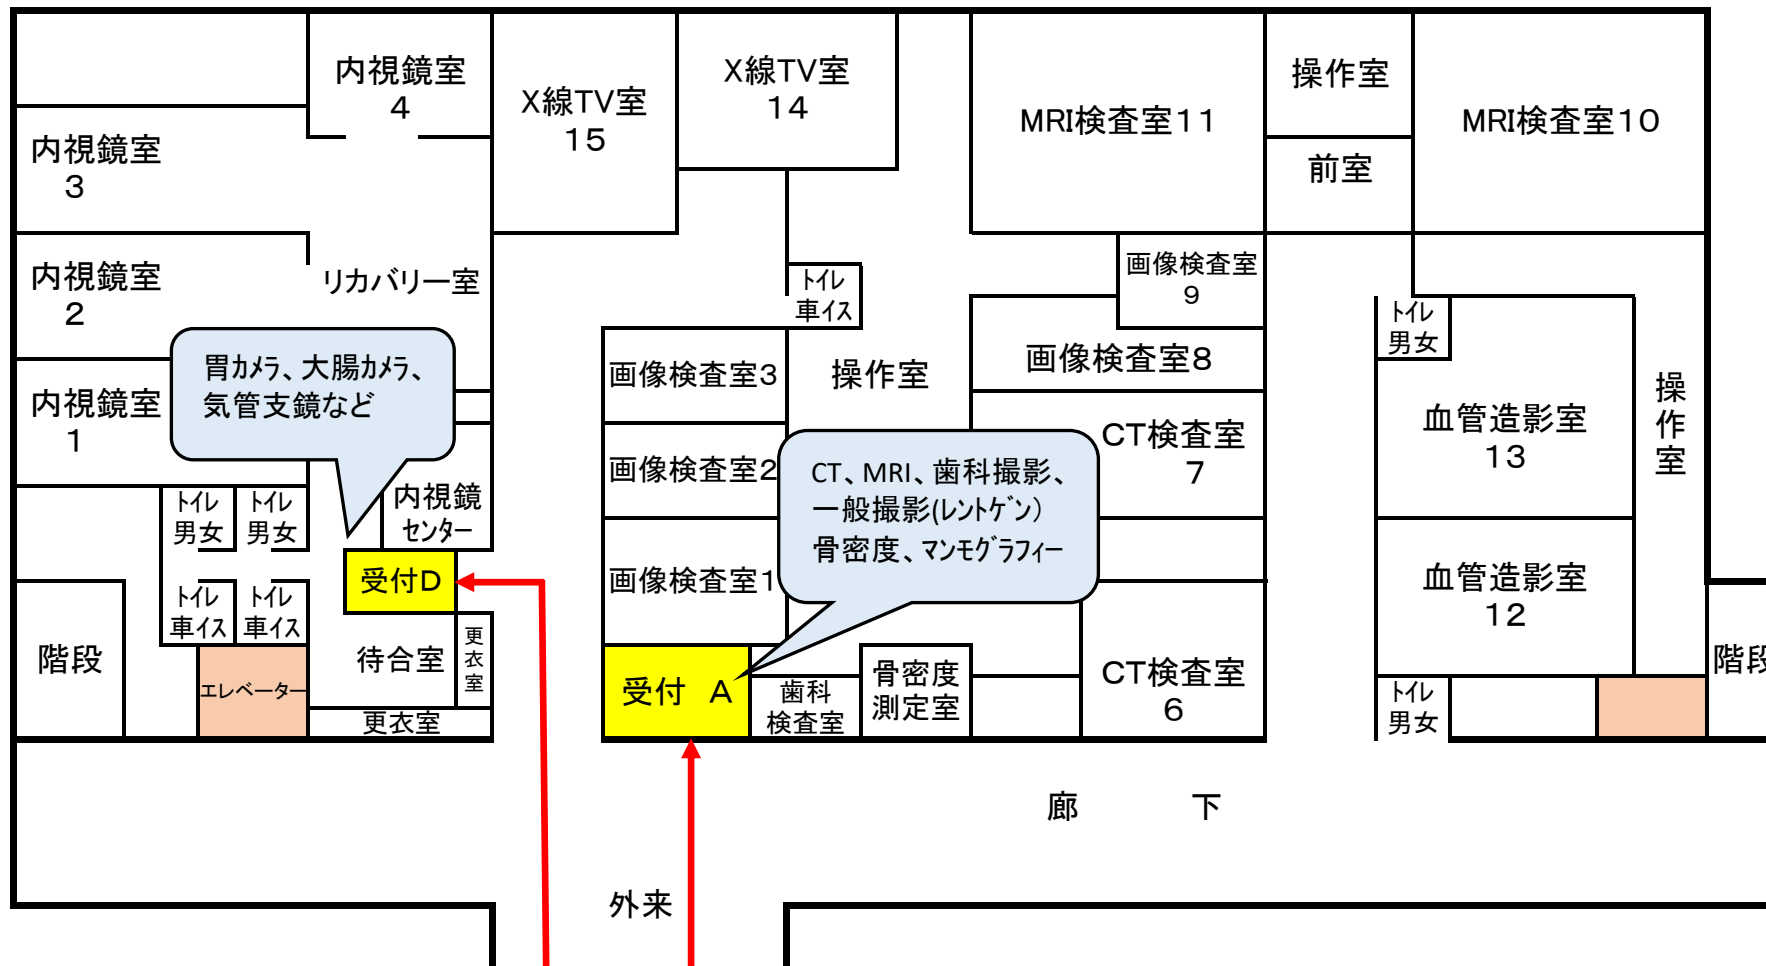 内視鏡室
4
X線TV室
15
X線TV室
14
MRI検査室11
操作室
前室
MRI検査室10
内視鏡室
3
内視鏡室
2
リカバリー室
トイレ
車イス
画像検査室
9
トイレ
男女
胃カメラ、大腸カメラ、
気管支鏡など
内視鏡室
1
画像検査室3
操作室
画像検査室8
血管造影室
13
操
作
室
画像検査室2
CT検査室
7
CT、MRI、歯科撮影、
一般撮影(レントゲン)
骨密度、マンモグラフィー
トイレ
男女
トイレ
男女
内視鏡
センター
受付D
画像検査室1
血管造影室
12
トイレ
車イス
トイレ
車イス
階段
エレベーター
待合室
更
衣
室
更衣室
受付 A
歯科
検査室
骨密度
測定室
CT検査室
6
トイレ
男女
階段
廊 下
外来